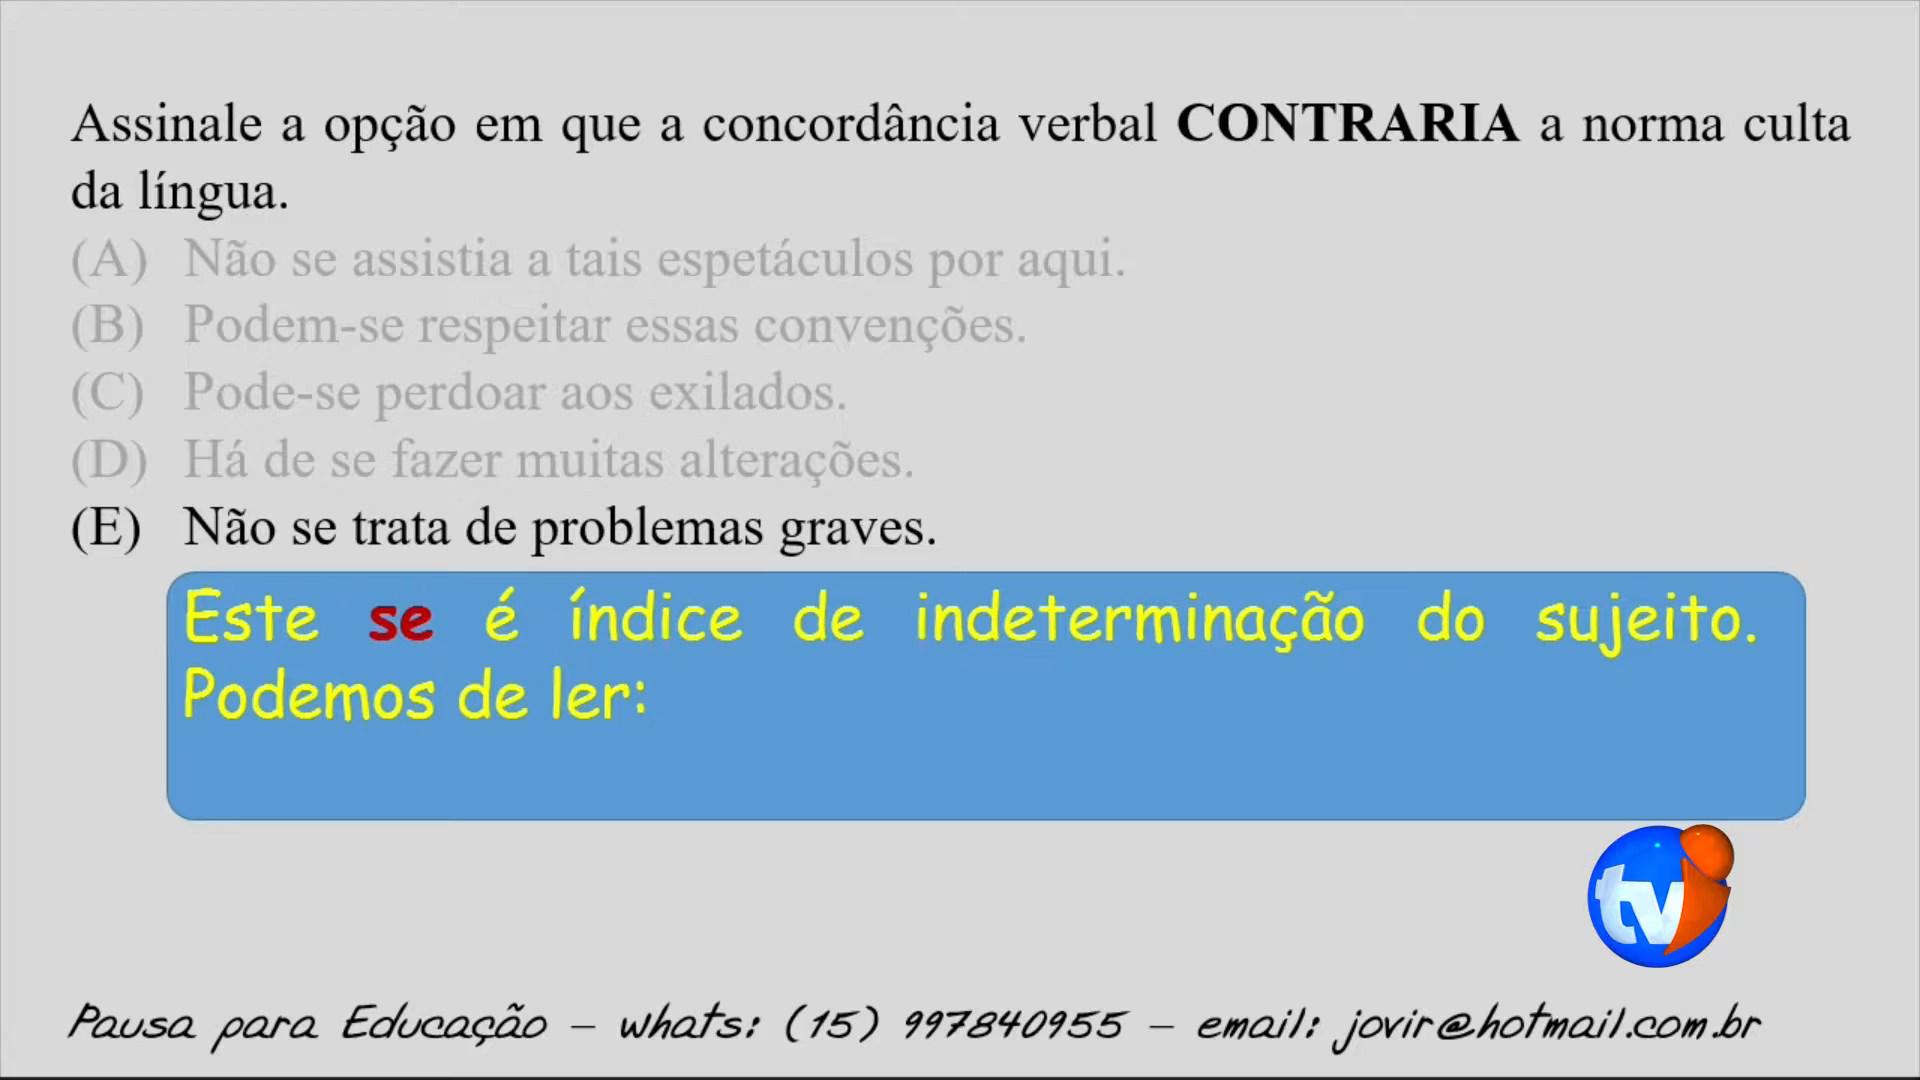 Assinale a opção em que a concordância verbal CONTRARIA a norma culta
da língua.
(A) Não se assistia a tais espetáculos por aqui.
(B) Podem-se respeitar essas convenções.
(C) Pode-se perdoar aos exilados.
(D) Há de se fazer muitas alterações.
(E) Não se trata de problemas graves.
Este se é índice de indeterminação do sujeito.
Podemos de ler:
tvi
Pausa para Educação – whats: (15) 997840955 – email: jovir@hotmail.com.br